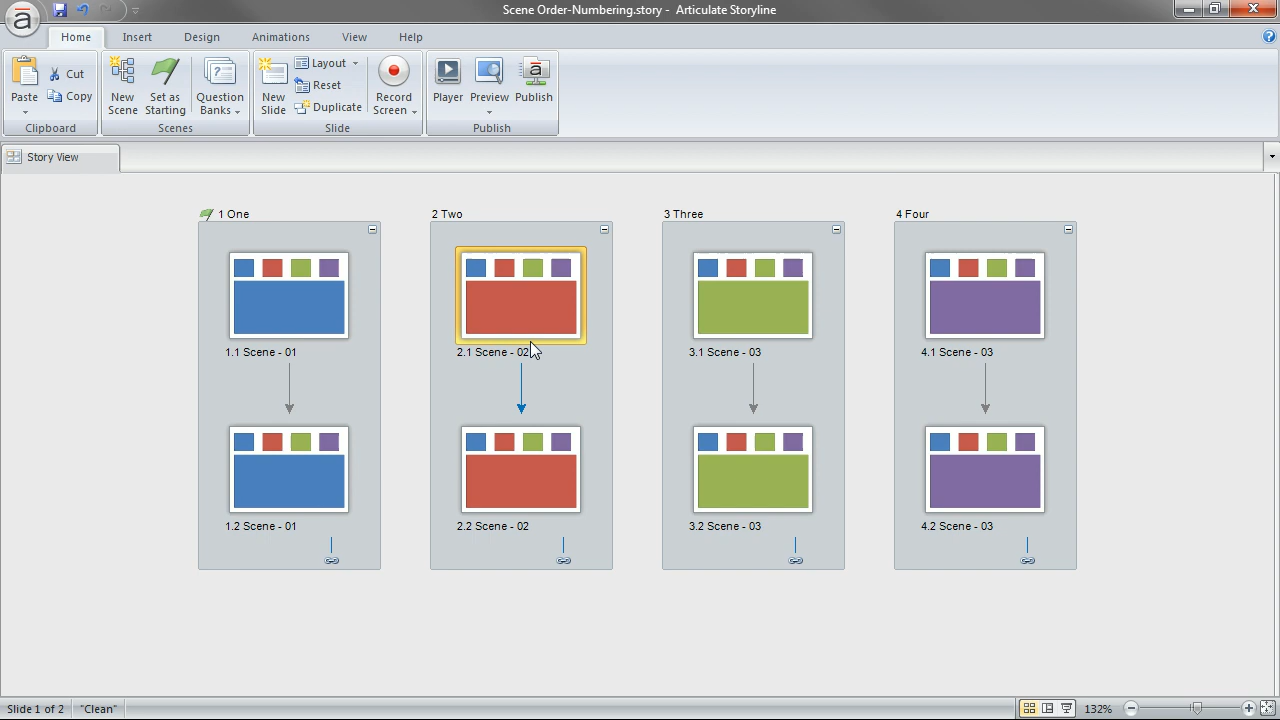 Scene Order-Numbering.story - Articulate Storyline
Home Insert Design Animations View Help
Paste
Cut
Copy
Clipboard
New Scene
Set as Starting
Question Banks
Scenes
New Slide
Layout
Reset
Duplicate
Record Screen
Slide
Player
Preview
Publish
Publish
Story View
1 One
2 Two
3 Three
4 Four
1.1 Scene - 01
2.1 Scene - 02
3.1 Scene - 03
4.1 Scene - 03
1.2 Scene - 01
2.2 Scene - 02
3.2 Scene - 03
4.2 Scene - 03
Slide 1 of 2
"Clean"
132%